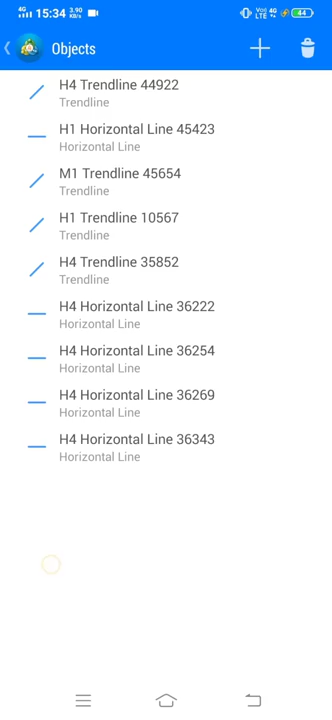 4G 15:34 3.90 KB/s Vo) LTE 4G 44
Objects
H4 Trendline 44922
Trendline
H1 Horizontal Line 45423
Horizontal Line
M1 Trendline 45654
Trendline
H1 Trendline 10567
Trendline
H4 Trendline 35852
Trendline
H4 Horizontal Line 36222
Horizontal Line
H4 Horizontal Line 36254
Horizontal Line
H4 Horizontal Line 36269
Horizontal Line
H4 Horizontal Line 36343
Horizontal Line